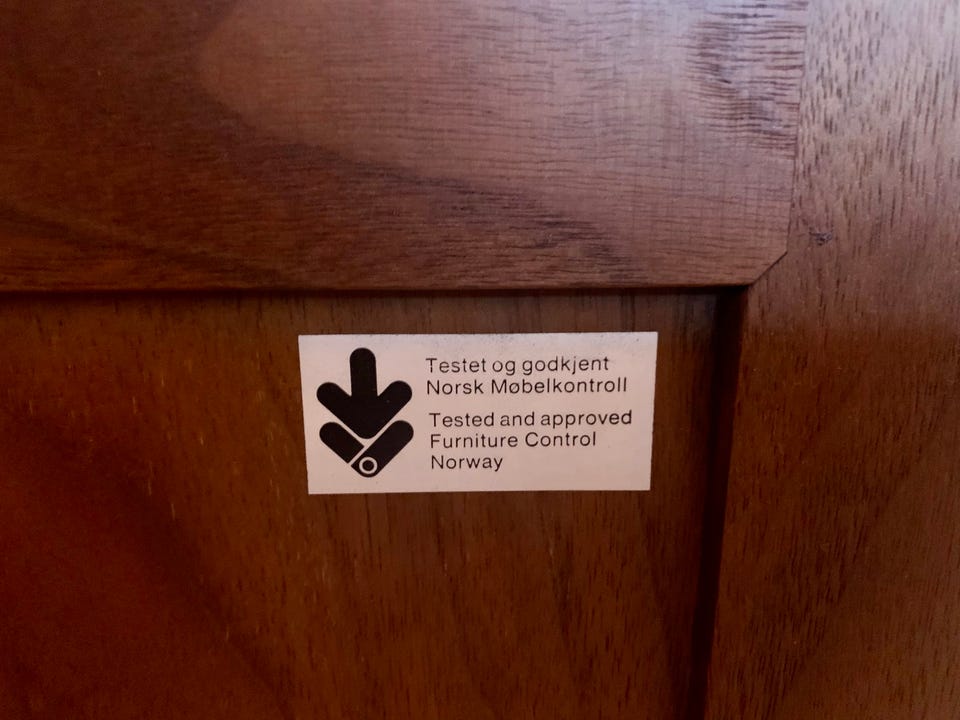 Testet og godkjent
Norsk Møbelkontroll
Tested and approved
Furniture Control
Norway